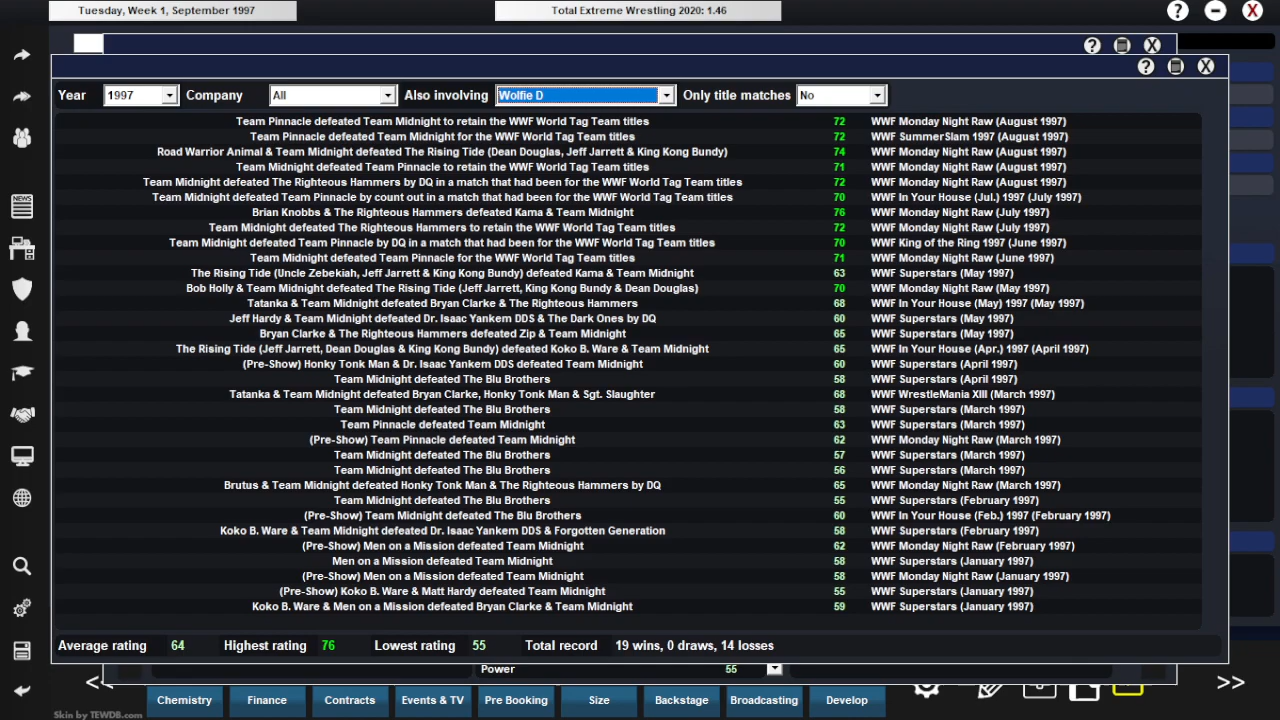 Tuesday, Week 1, September 1997 Total Extreme Wrestling 2020: 1.46
Year 1997 Company All Also involving Wolfie D Only title matches No
Team Pinnacle defeated Team Midnight to retain the WWF World Tag Team titles 72 WWF Monday Night Raw (August 1997)
Team Pinnacle defeated Team Midnight for the WWF World Tag Team titles 72 WWF SummerSlam 1997 (August 1997)
Road Warrior Animal & Team Midnight defeated The Rising Tide (Dean Douglas, Jeff Jarrett & King Kong Bundy) 74 WWF Monday Night Raw (August 1997)
Team Midnight defeated Team Pinnacle to retain the WWF World Tag Team titles 71 WWF Monday Night Raw (August 1997)
Team Midnight defeated The Righteous Hammers by DQ in a match that had been for the WWF World Tag Team titles 72 WWF Monday Night Raw (August 1997)
Team Midnight defeated Team Pinnacle by count out in a match that had been for the WWF World Tag Team titles 70 WWF In Your House (Jul.) 1997 (July 1997)
Brian Knobbs & The Righteous Hammers defeated Kama & Team Midnight 76 WWF Monday Night Raw (July 1997)
Team Midnight defeated The Righteous Hammers to retain the WWF World Tag Team titles 72 WWF Monday Night Raw (July 1997)
Team Midnight defeated Team Pinnacle by DQ in a match that had been for the WWF World Tag Team titles 70 WWF King of the Ring 1997 (June 1997)
Team Midnight defeated Team Pinnacle for the WWF World Tag Team titles 71 WWF Monday Night Raw (June 1997)
The Rising Tide (Uncle Zebekiah, Jeff Jarrett & King Kong Bundy) defeated Kama & Team Midnight 63 WWF Superstars (May 1997)
Bob Holly & Team Midnight defeated The Rising Tide (Jeff Jarrett, King Kong Bundy & Dean Douglas) 70 WWF Monday Night Raw (May 1997)
Tatanka & Team Midnight defeated Bryan Clarke & The Righteous Hammers 68 WWF In Your House (May) 1997 (May 1997)
Jeff Hardy & Team Midnight defeated Dr. Isaac Yankem DDS & The Dark Ones by DQ 60 WWF Superstars (May 1997)
Bryan Clarke & The Righteous Hammers defeated Zip & Team Midnight 65 WWF Superstars (May 1997)
The Rising Tide (Jeff Jarrett, Dean Douglas & King Kong Bundy) defeated Koko B. Ware & Team Midnight 65 WWF In Your House (Apr.) 1997 (April 1997)
(Pre-Show) Honky Tonk Man & Dr. Isaac Yankem DDS defeated Team Midnight 60 WWF Superstars (April 1997)
Team Midnight defeated The Blu Brothers 58 WWF Superstars (April 1997)
Tatanka & Team Midnight defeated Bryan Clarke, Honky Tonk Man & Sgt. Slaughter 68 WWF WrestleMania XIII (March 1997)
Team Midnight defeated The Blu Brothers 58 WWF Superstars (March 1997)
Team Pinnacle defeated Team Midnight 63 WWF Superstars (March 1997)
(Pre-Show) Team Pinnacle defeated Team Midnight 62 WWF Monday Night Raw (March 1997)
Team Midnight defeated The Blu Brothers 57 WWF Superstars (March 1997)
Team Midnight defeated The Blu Brothers 56 WWF Superstars (March 1997)
Brutus & Team Midnight defeated Honky Tonk Man & The Righteous Hammers by DQ 65 WWF Monday Night Raw (March 1997)
Team Midnight defeated The Blu Brothers 55 WWF Superstars (February 1997)
(Pre-Show) Team Midnight defeated The Blu Brothers 60 WWF In Your House (Feb.) 1997 (February 1997)
Koko B. Ware & Team Midnight defeated Dr. Isaac Yankem DDS & Forgotten Generation 58 WWF Superstars (February 1997)
(Pre-Show) Men on a Mission defeated Team Midnight 62 WWF Monday Night Raw (February 1997)
Men on a Mission defeated Team Midnight 58 WWF Superstars (January 1997)
(Pre-Show) Men on a Mission defeated Team Midnight 58 WWF Monday Night Raw (January 1997)
(Pre-Show) Koko B. Ware & Matt Hardy defeated Team Midnight 55 WWF Superstars (January 1997)
Koko B. Ware & Men on a Mission defeated Bryan Clarke & Team Midnight 59 WWF Superstars (January 1997)
Average rating 64 Highest rating 76 Lowest rating 55 Total record 19 wins, 0 draws, 14 losses
Power 55
NEWS
<< Chemistry Finance Contracts Events & TV Pre Booking Size Backstage Broadcasting Develop >>
Skin by TEWDB.com